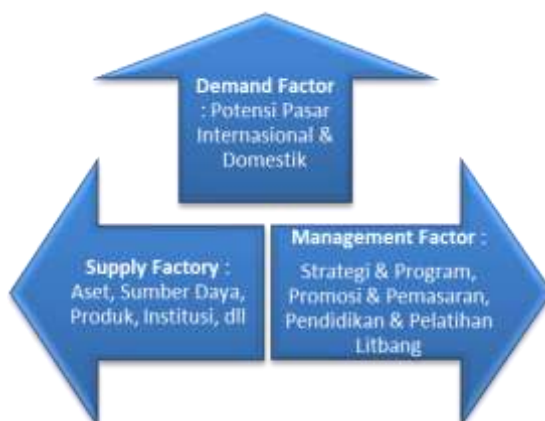 Demand Factor
: Potensi Pasar
Internasional &
Domestik
Supply Factory :
Aset, Sumber Daya,
Produk, Institusi, dll
Management Factor :
Strategi & Program,
Promosi & Pemasaran,
Pendidikan & Pelatihan
Litbang